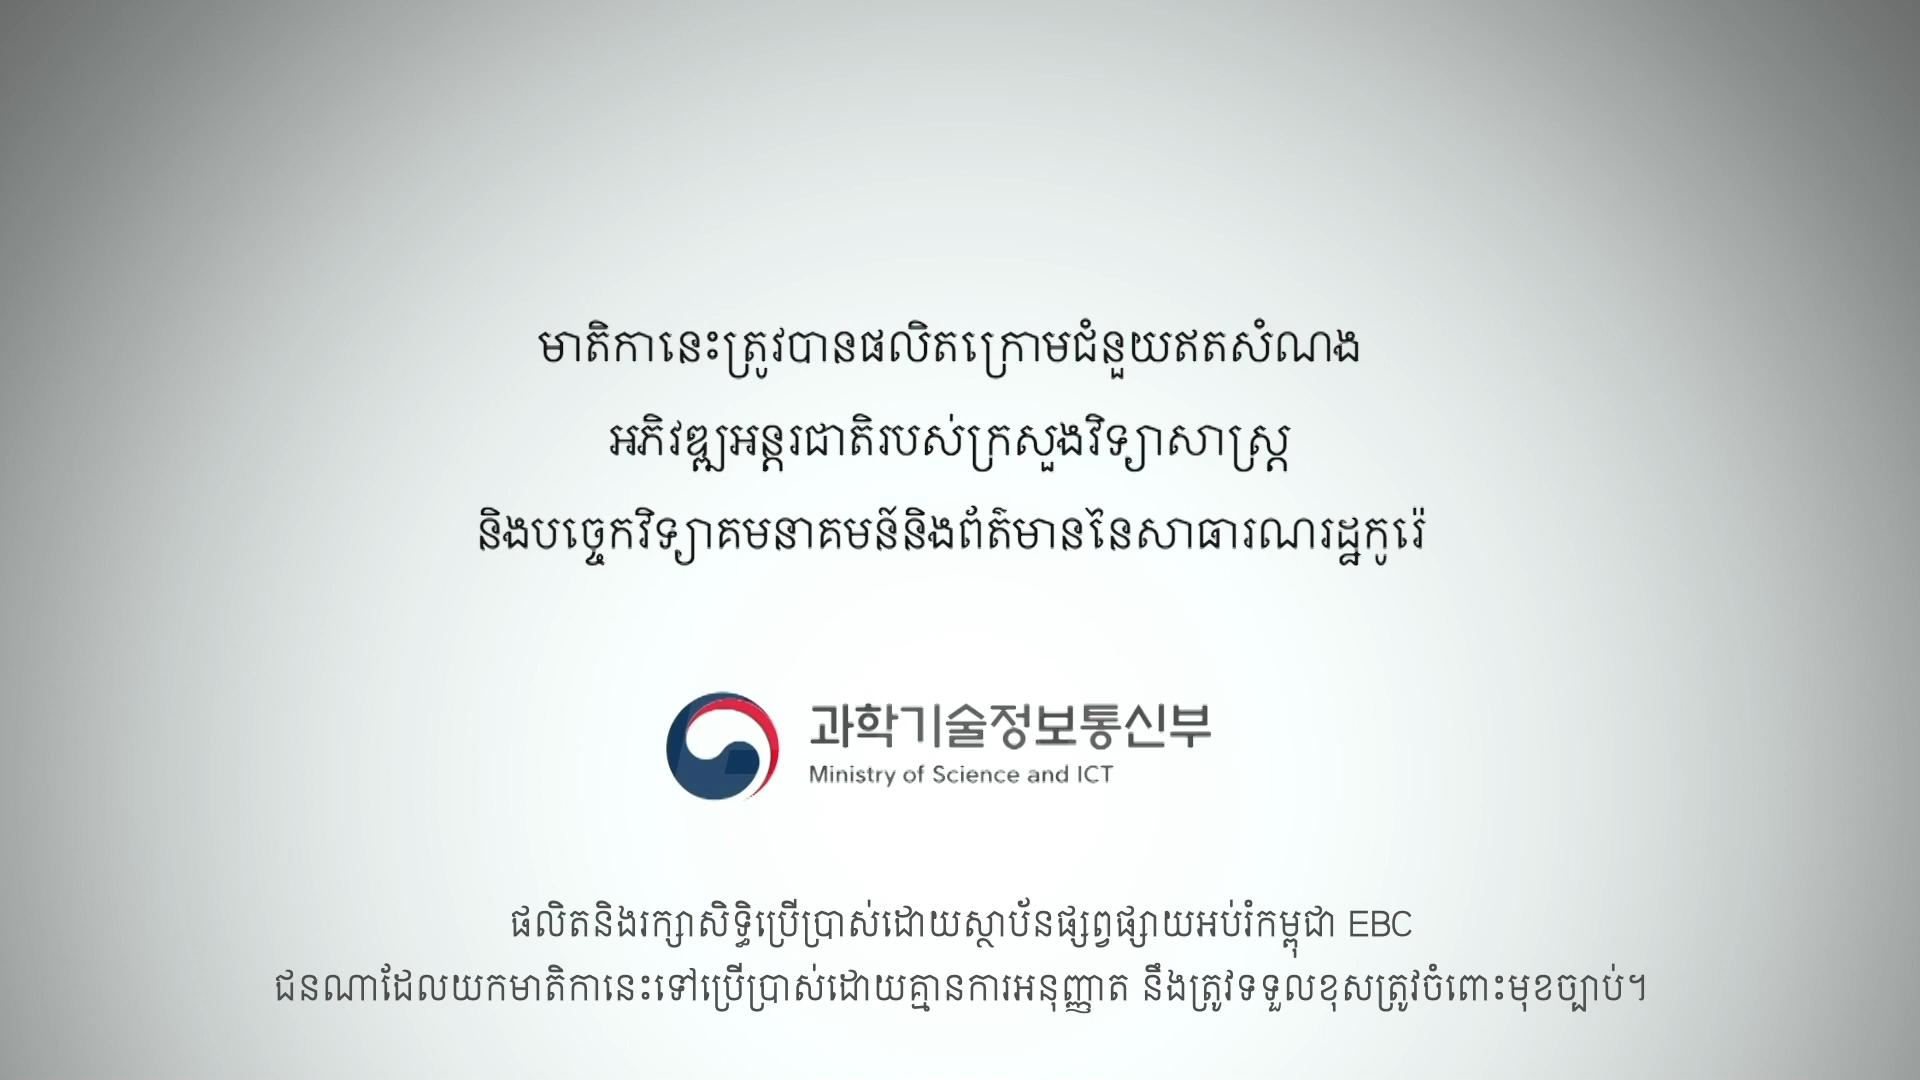 មាតិកានេះត្រូវបានផលិតក្រោមជំនួយឥតសំណង
អភិវឌ្ឍអន្តរជាតិរបស់ក្រសួងវិទ្យាសាស្ត្រ
និងបច្ចេកវិទ្យាគមនាគមន៍និងព័ត៌មាននៃសាធារណរដ្ឋកូរ៉េ
과학기술정보통신부
Ministry of Science and ICT
ផលិតនិងរក្សាសិទ្ធិប្រើប្រាស់ដោយស្ថាប័នផ្សព្វផ្សាយអប់រំកម្ពុជា EBC
ជនណាដែលយកមាតិកានេះទៅប្រើប្រាស់ដោយគ្មានការអនុញ្ញាត នឹងត្រូវទទួលខុសត្រូវចំពោះមុខច្បាប់។